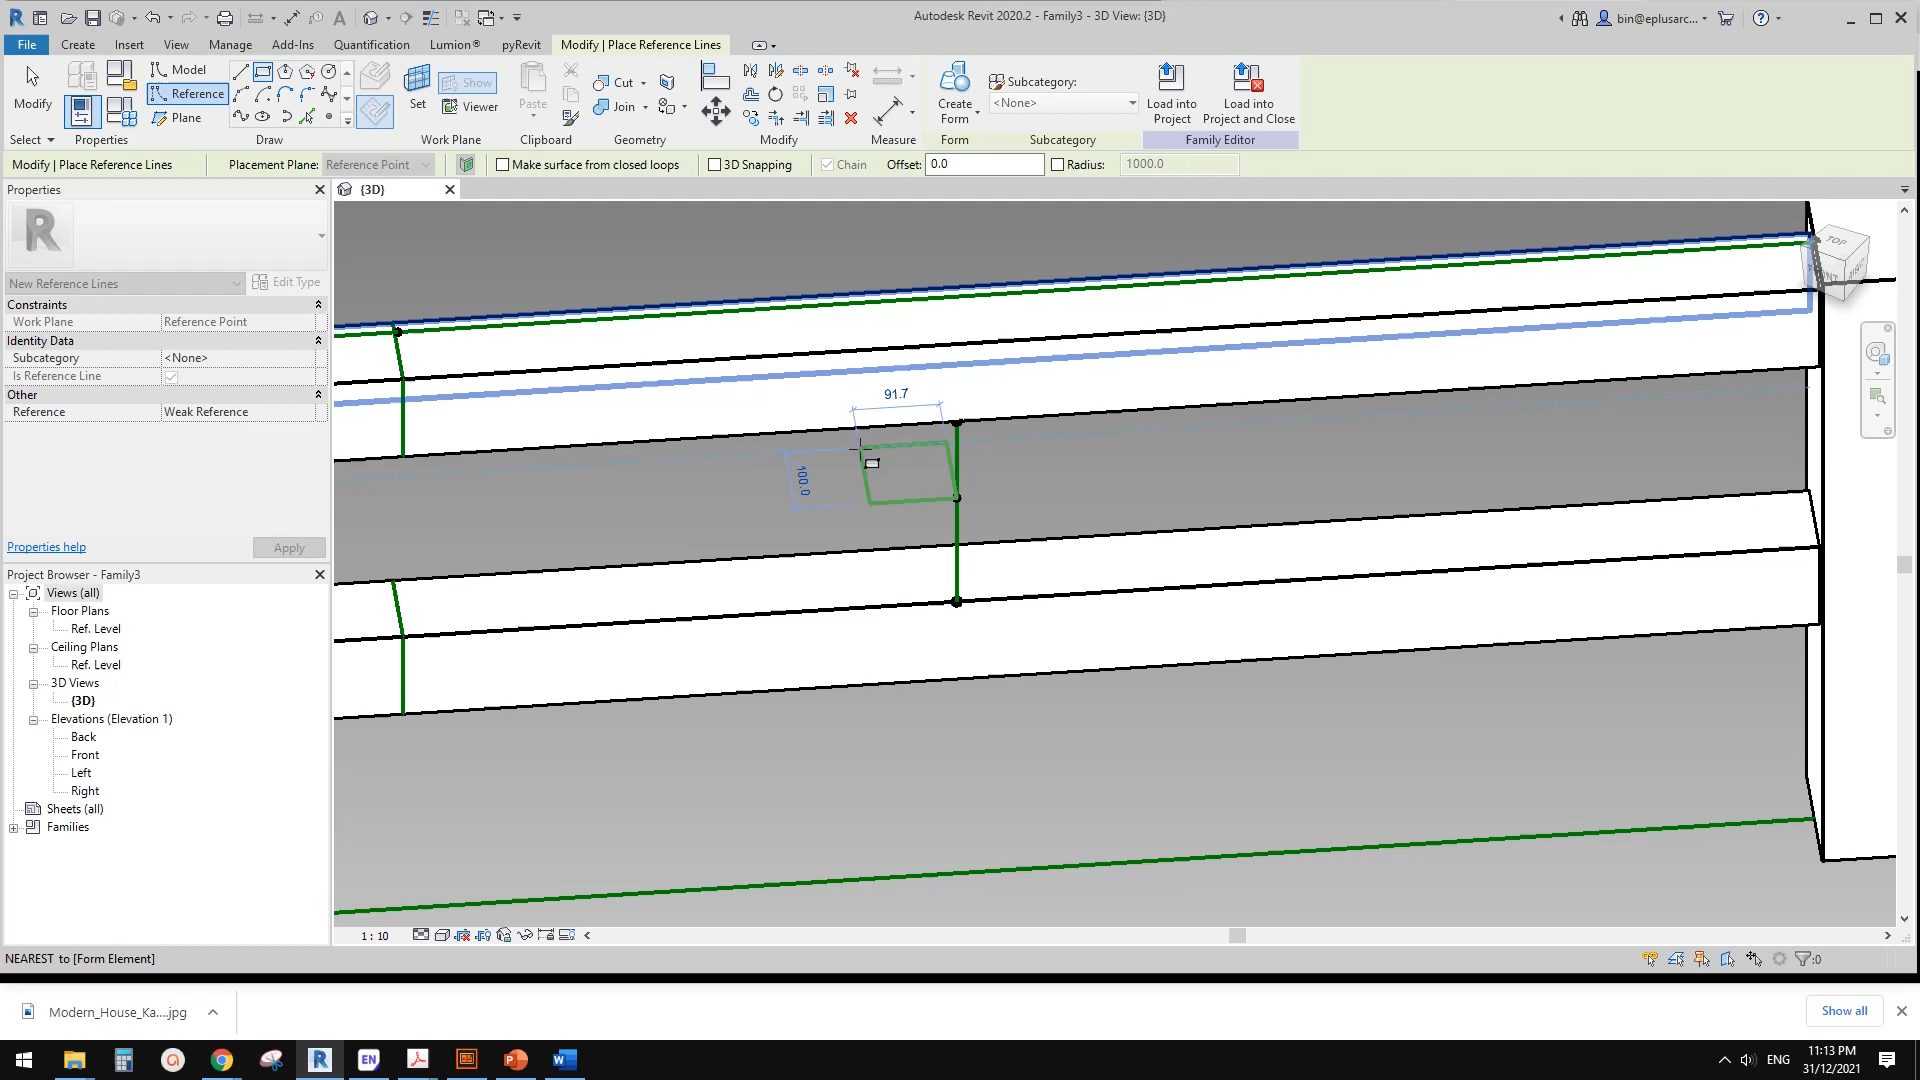 Autodesk Revit 2020.2 - Family3 - 3D View: {3D}
bin@eplusarc...
File Create Insert View Manage Add-Ins Quantification Lumion® pyRevit Modify | Place Reference Lines
Modify
Model
Reference
Plane
Set
Show
Viewer
Paste
Cut
Join
Create
Form
Subcategory:
<None>
Load into
Project
Load into
Project and Close
Select Properties Draw Work Plane Clipboard Geometry Modify Measure Form Subcategory Family Editor
Modify | Place Reference Lines Placement Plane: Reference Point Make surface from closed loops 3D Snapping Chain Offset: 0.0 Radius: 1000.0
Properties
{3D}
R
New Reference Lines Edit Type
Constraints
Work Plane Reference Point
Identity Data
Subcategory <None>
Is Reference Line
Other
Reference Weak Reference
Properties help Apply
Project Browser - Family3
Views (all)
Floor Plans
Ref. Level
Ceiling Plans
Ref. Level
3D Views
{3D}
Elevations (Elevation 1)
Back
Front
Left
Right
Sheets (all)
Families
TOP
FRONT
RIGHT
91.7
100.0
1 : 10
NEAREST to [Form Element]
:0
Modern_House_Ka....jpg
Show all
EN
ENG
11:13 PM
31/12/2021